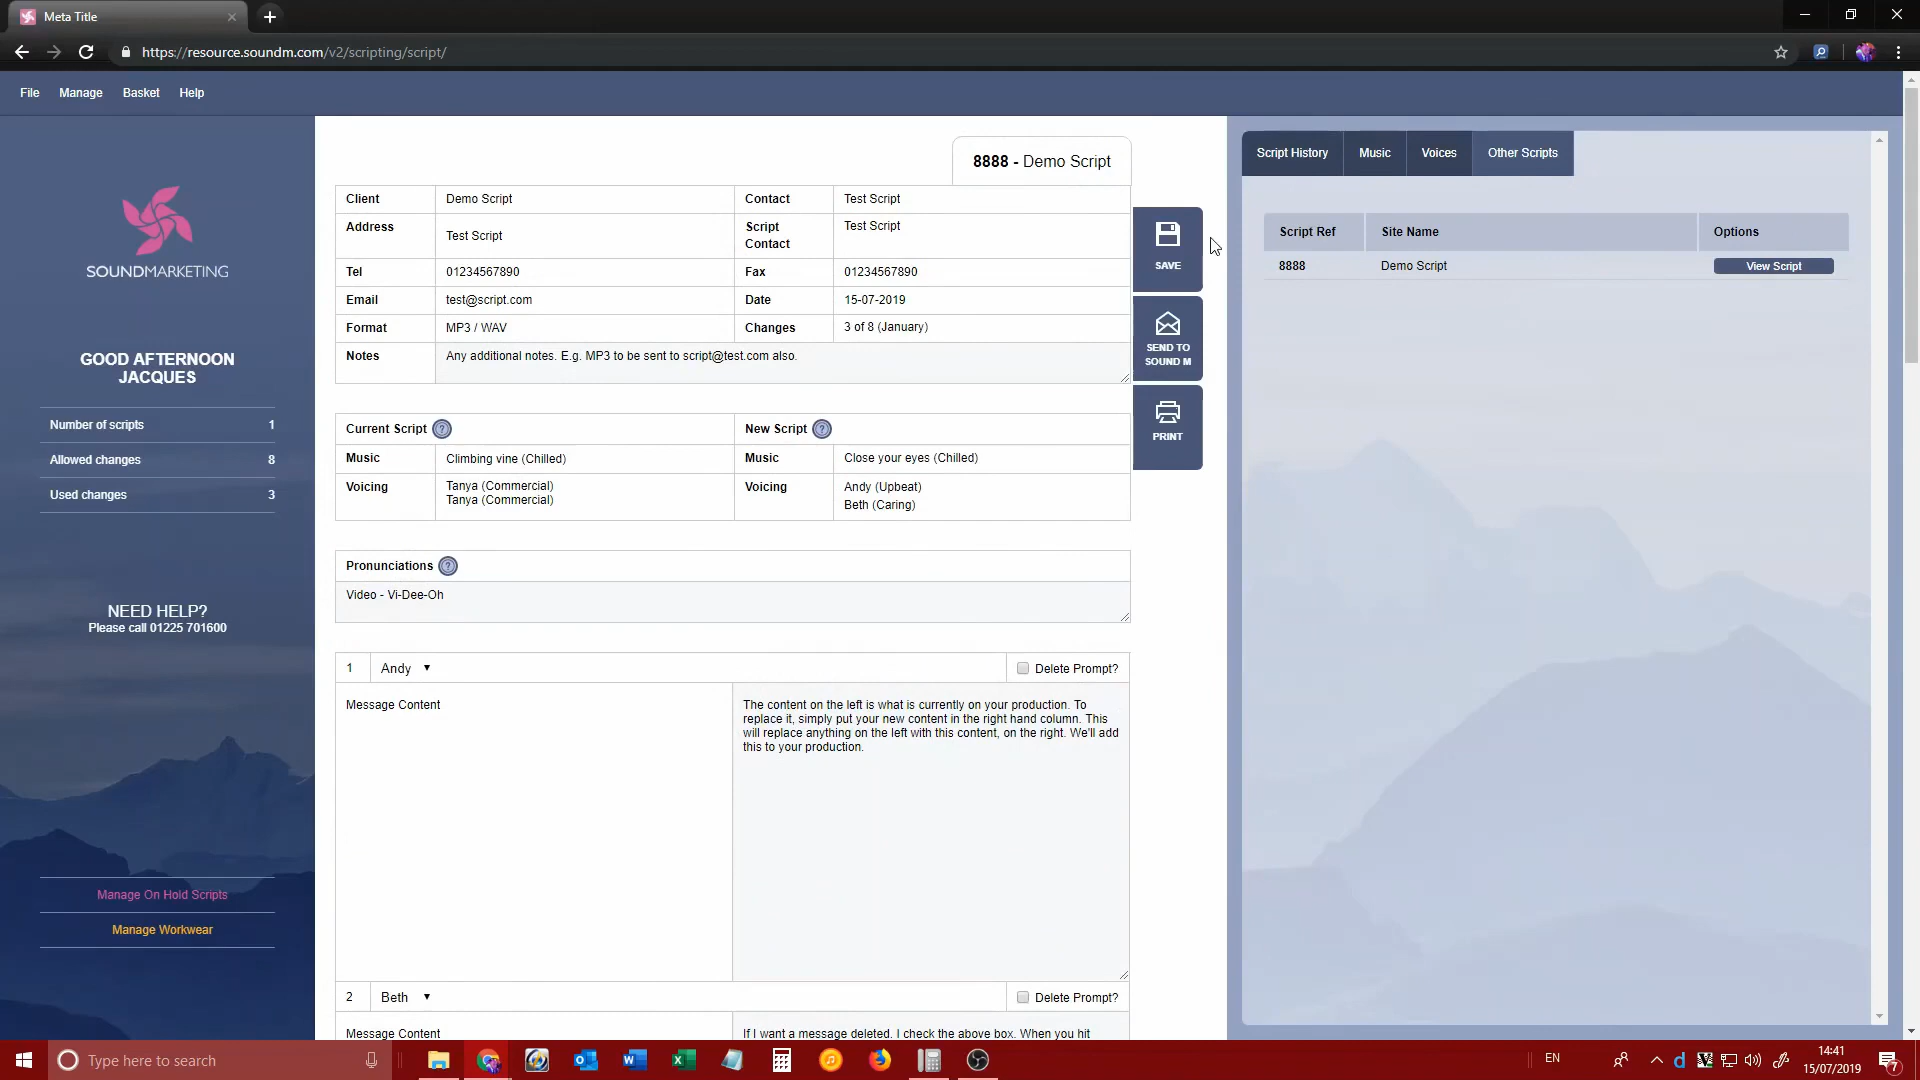 Meta Title
https://resource.soundm.com/v2/scripting/script/
File Manage Basket Help
SOUNDMARKETING
GOOD AFTERNOON
JACQUES
Number of scripts 1
Allowed changes 8
Used changes 3
NEED HELP?
Please call 01225 701600
Manage On Hold Scripts
Manage Workwear
8888 - Demo Script
Client Demo Script Contact Test Script
Address Test Script Script Contact Test Script
Tel 01234567890 Fax 01234567890
Email test@script.com Date 15-07-2019
Format MP3 / WAV Changes 3 of 8 (January)
Notes Any additional notes. E.g. MP3 to be sent to script@test.com also.
Current Script ? New Script ?
Music Climbing vine (Chilled) Music Close your eyes (Chilled)
Voicing Tanya (Commercial) Voicing Andy (Upbeat)
Tanya (Commercial) Beth (Caring)
Pronunciations ?
Video - Vi-Dee-Oh
1 Andy Delete Prompt?
Message Content
The content on the left is what is currently on your production. To
replace it, simply put your new content in the right hand column. This
will replace anything on the left with this content, on the right. We'll add
this to your production.
2 Beth Delete Prompt?
Message Content
If I want a message deleted. I check the above box. When you hit
SAVE
SEND TO
SOUND M
PRINT
Script History Music Voices Other Scripts
Script Ref Site Name Options
8888 Demo Script View Script
Type here to search
EN
14:41
15/07/2019
7